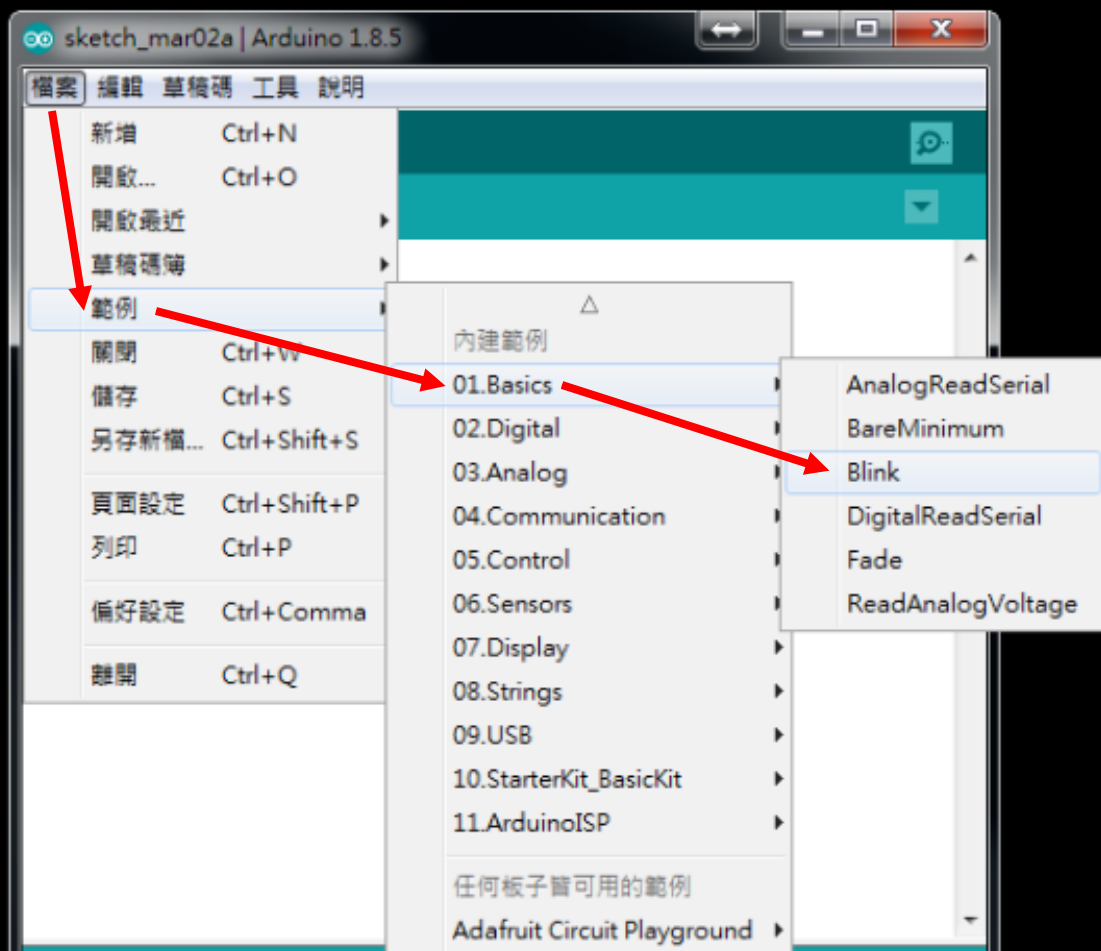 sketch_mar02a | Arduino 1.8.5
檔案 編輯 草稿碼 工具 說明
新增 Ctrl+N
開啟... Ctrl+O
開啟最近
草稿碼簿
範例
關閉 Ctrl+W
儲存 Ctrl+S
另存新檔... Ctrl+Shift+S
頁面設定 Ctrl+Shift+P
列印 Ctrl+P
偏好設定 Ctrl+Comma
離開 Ctrl+Q
內建範例
01.Basics
02.Digital
03.Analog
04.Communication
05.Control
06.Sensors
07.Display
08.Strings
09.USB
10.StarterKit_BasicKit
11.ArduinoISP
任何板子皆可用的範例
Adafruit Circuit Playground
AnalogReadSerial
BareMinimum
Blink
DigitalReadSerial
Fade
ReadAnalogVoltage